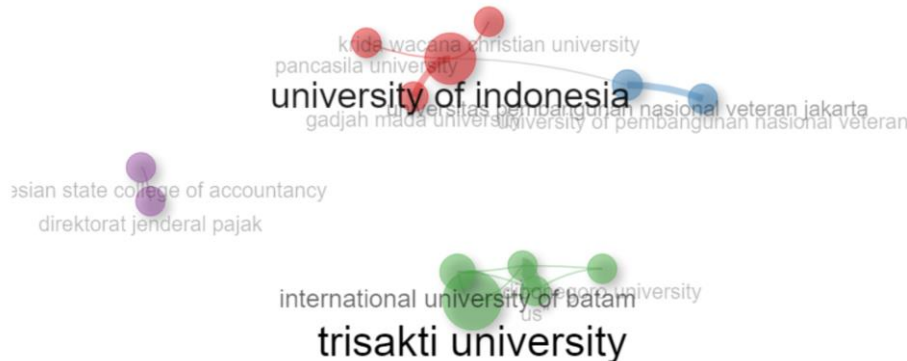 krida wacana christian university
pancasila university
university of indonesia
universitas pembangunan nasional veteran jakarta
gadjah mada university
university of pembangunan nasional veteran
esian state college of accountancy
direktorat jenderal pajak
diponegoro university
international university of batam
us"
trisakti university